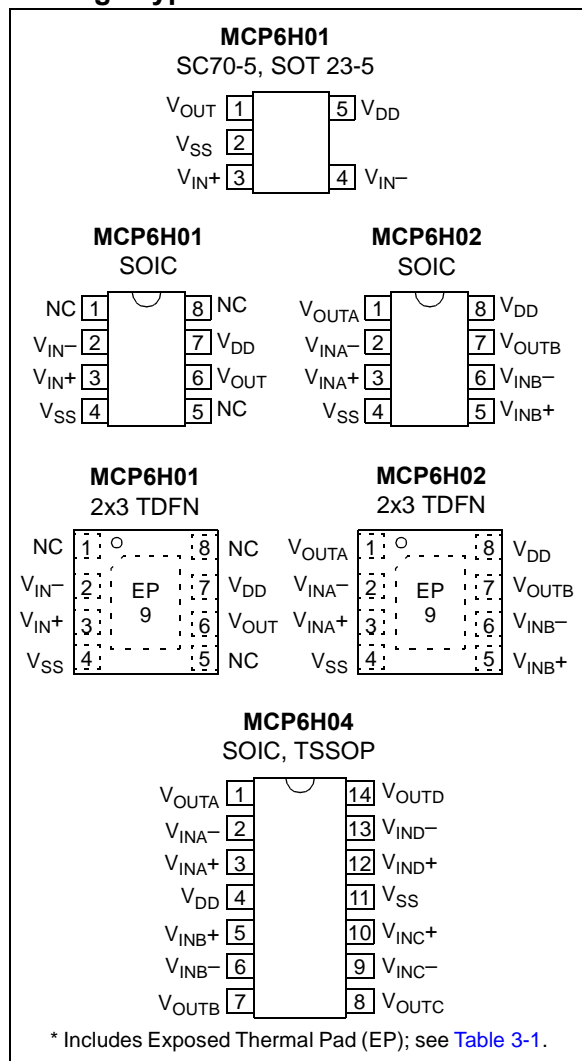 MCP6H01
SC70-5, SOT 23-5
VOUT 1 5 VDD
VSS 2
VIN+ 3 4 VIN–
MCP6H01 MCP6H02
SOIC SOIC
NC 1 8 NC VOUTA 1 8 VDD
VIN– 2 7 VDD VINA– 2 7 VOUTB
VIN+ 3 6 VOUT VINA+ 3 6 VINB–
VSS 4 5 NC VSS 4 5 VINB+
MCP6H01 MCP6H02
2x3 TDFN 2x3 TDFN
NC 1 8 NC VOUTA 1 8 VDD
VIN– 2 EP 7 VDD VINA– 2 EP 7 VOUTB
VIN+ 3 9 6 VOUT VINA+ 3 9 6 VINB–
VSS 4 5 NC VSS 4 5 VINB+
MCP6H04
SOIC, TSSOP
VOUTA 1 14 VOUTD
VINA– 2 13 VIND–
VINA+ 3 12 VIND+
VDD 4 11 VSS
VINB+ 5 10 VINC+
VINB– 6 9 VINC–
VOUTB 7 8 VOUTC
* Includes Exposed Thermal Pad (EP); see Table 3-1.